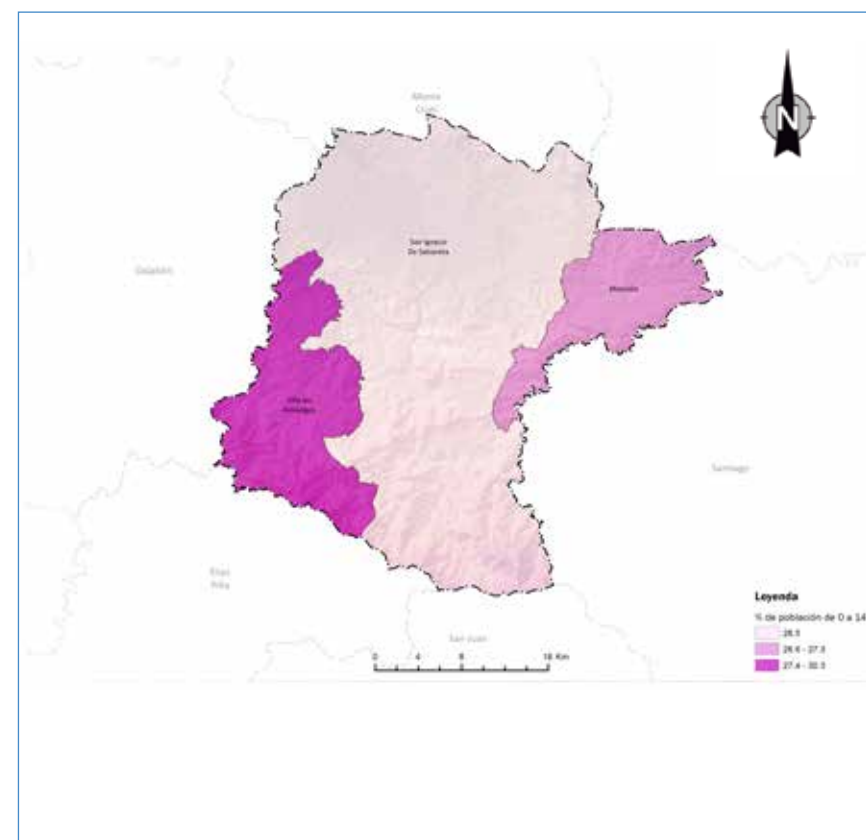 Monte
Cristi
N
San Ignacio
De Sabaneta
Dajabón
Monción
Villa los
Almácigos
Santiago
Elías
Piña
San Juan
0 4 8 16 Km
Leyenda
% de población de 0 a 14
26.5
26.6 - 27.3
27.4 - 32.3